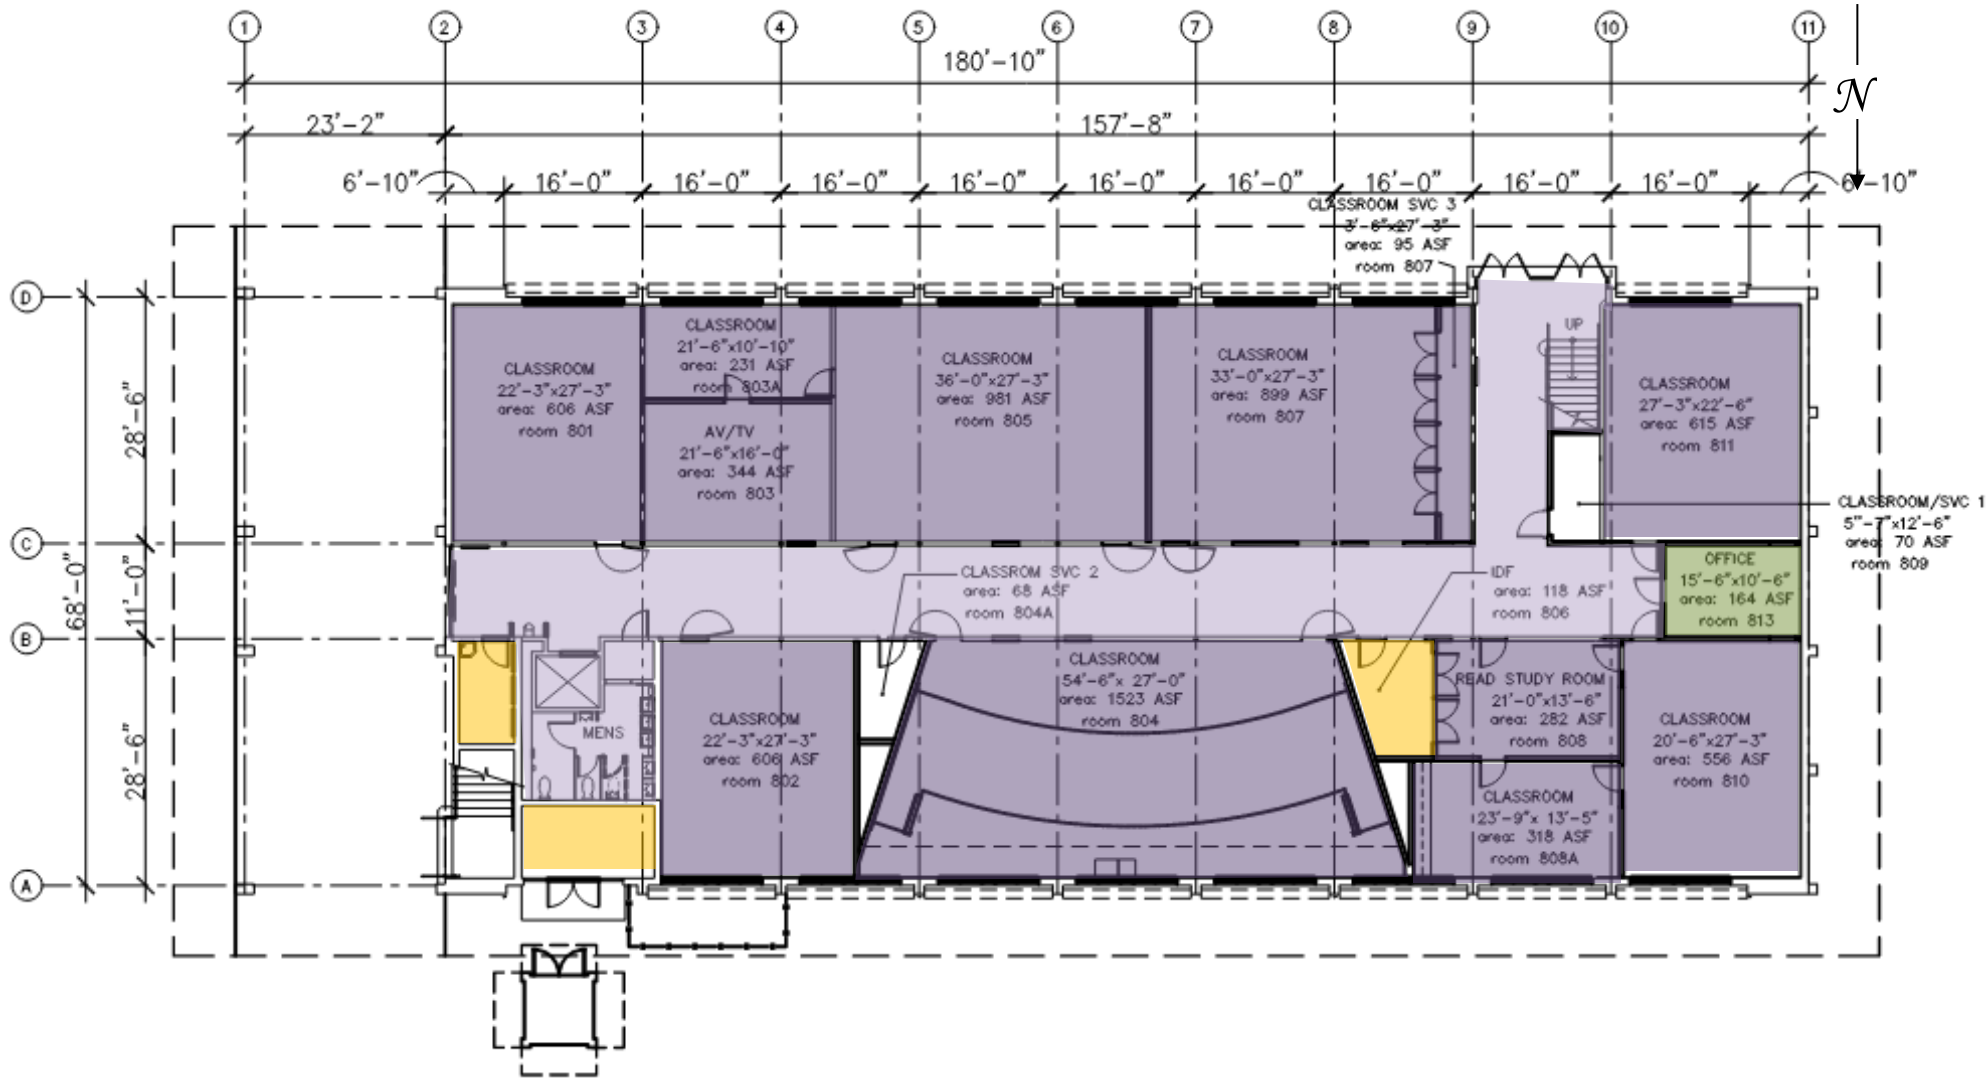 1 2 3 4 5 6 7 8 9 10 11
180'-10"
N
23'-2" 157'-8"
6'-10" 16'-0" 16'-0" 16'-0" 16'-0" 16'-0" 16'-0" 16'-0" 16'-0" 16'-0" 6'-10"
CLASSROOM SVC 3
3'-6"x27'-3"
area: 95 ASF
room 807
D
C
B
A
68'-0"
28'-6"
11'-0"
28'-6"
CLASSROOM
22'-3"x27'-3"
area: 606 ASF
room 801
CLASSROOM
21'-6"x10'-10"
area: 231 ASF
room 803A
AV/TV
21'-6"x16'-0"
area: 344 ASF
room 803
CLASSROOM
36'-0"x27'-3"
area: 981 ASF
room 805
CLASSROOM
33'-0"x27'-3"
area: 899 ASF
room 807
UP
CLASSROOM
27'-3"x22'-6"
area: 615 ASF
room 811
CLASSROOM/SVC 1
5"-7"x12'-6"
area: 70 ASF
room 809
CLASSROM SVC 2
area: 68 ASF
room 804A
IDF
area: 118 ASF
room 806
OFFICE
15'-6"x10'-6"
area: 164 ASF
room 813
MENS
CLASSROOM
22'-3"x27'-3"
area: 606 ASF
room 802
CLASSROOM
54'-6"x 27'-0"
area: 1523 ASF
room 804
READ STUDY ROOM
21'-0"x13'-6"
area: 282 ASF
room 808
CLASSROOM
23'-9"x 13'-5"
area: 318 ASF
room 808A
CLASSROOM
20'-6"x27'-3"
area: 556 ASF
room 810